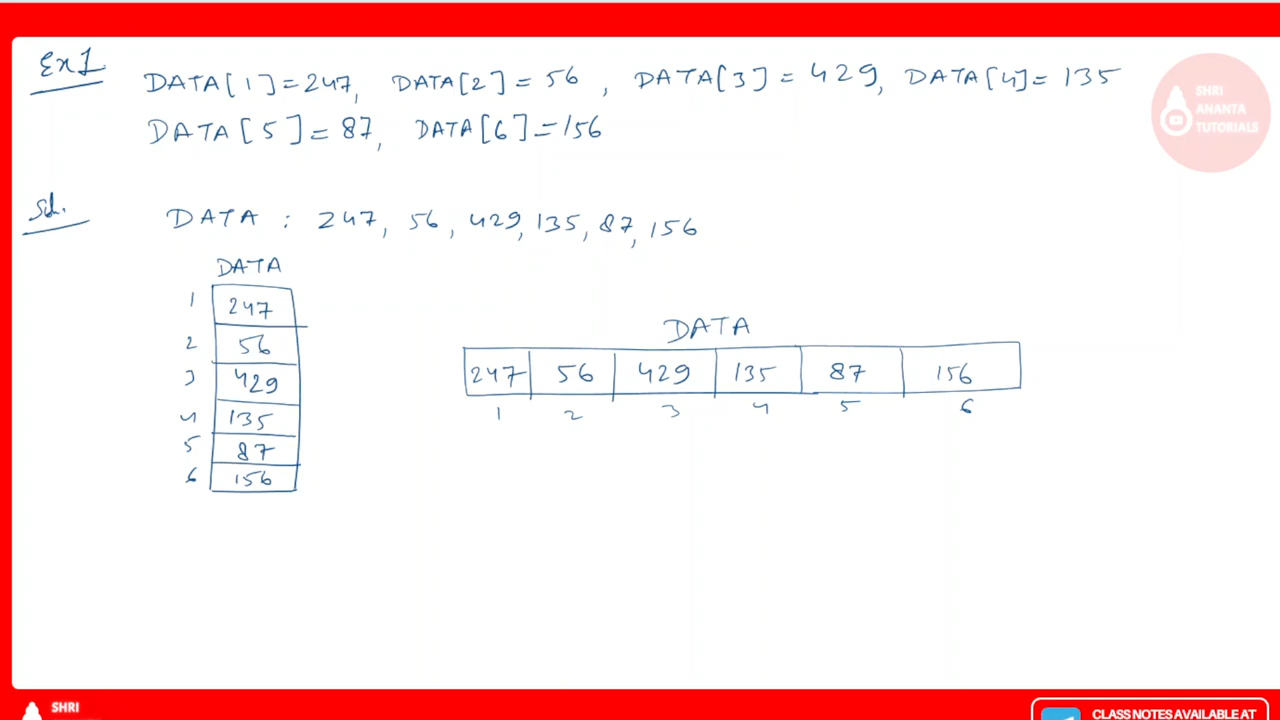 Ex1
DATA[1]=247, DATA[2]=56, DATA[3]=429, DATA[4]=135
DATA[5]=87, DATA[6]=156
SHRI
ANANTA
TUTORIALS
Sol.
DATA : 247, 56, 429, 135, 87, 156
DATA
1 247
2 56
3 429
4 135
5 87
6 156
DATA
247 56 429 135 87 156
1 2 3 4 5 6
SHRI
CLASS NOTES AVAILABLE AT